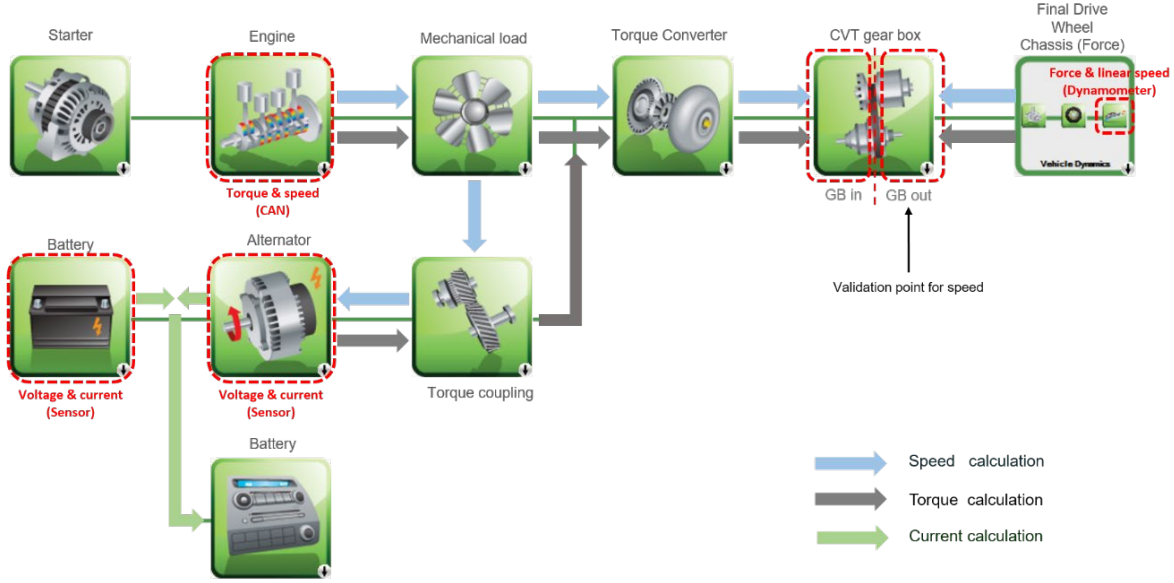 Starter
Engine
Mechanical load
Torque Converter
CVT gear box
Final Drive
Wheel
Chassis (Force)
Force & linear speed
(Dynamometer)
Vehicle Dynamics
Torque & speed
(CAN)
GB in
GB out
Validation point for speed
Battery
Alternator
Voltage & current
(Sensor)
Voltage & current
(Sensor)
Torque coupling
Battery
Speed calculation
Torque calculation
Current calculation